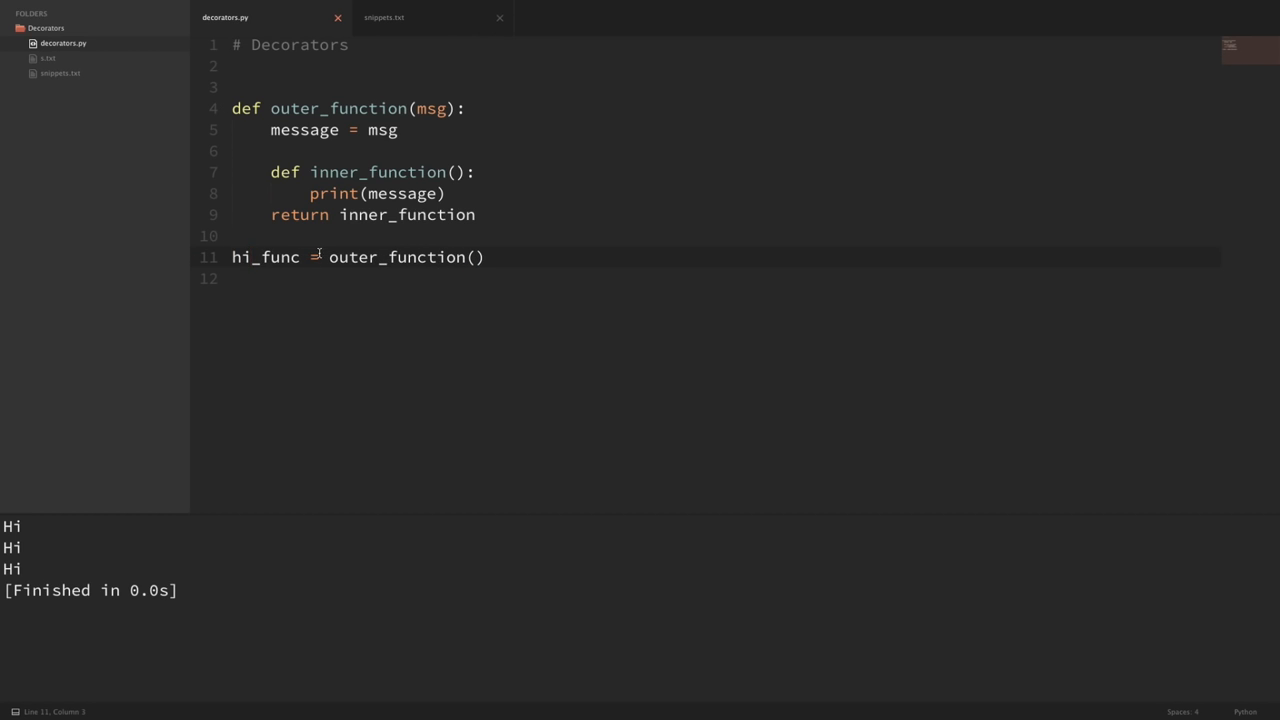 FOLDERS
Decorators
decorators.py
s.txt
snippets.txt
decorators.py
snippets.txt
1 # Decorators
2
3
4 def outer_function(msg):
5     message = msg
6
7     def inner_function():
8         print(message)
9     return inner_function
10
11 hi_func = outer_function()
12
Hi
Hi
Hi
[Finished in 0.0s]
Line 11, Column 3
Spaces: 4
Python